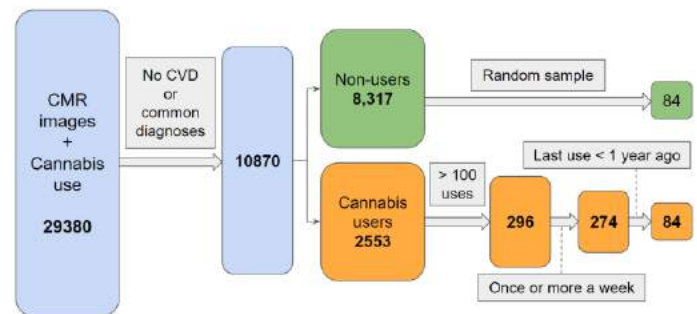 CMR
images
+
Cannabis
use
29380
No CVD
or
common
diagnoses
10870
Non-users
8,317
Random sample
84
Cannabis
users
2553
> 100
uses
296
Once or more a week
274
Last use < 1 year ago
84